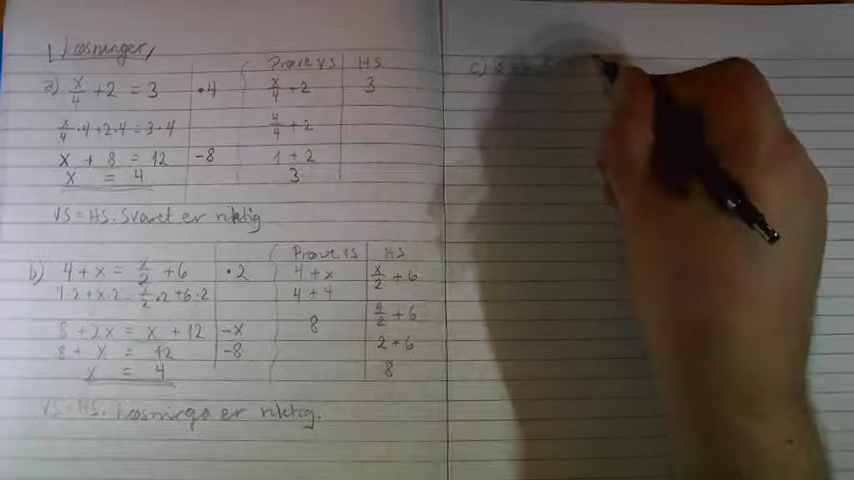 Løsninger,
a) x/4 + 2 = 3 | •4 | Prøve VS | HS
x/4 + 2 | 3
x/4 • 4 + 2 • 4 = 3 • 4 | 4/4 + 2
x + 8 = 12 | -8 | 1 + 2
x = 4 | 3
VS = HS. Svaret er riktig
b) 4 + x = x/2 + 6 | •2 | Prøve VS | HS
4 + x | x/2 + 6
4 • 2 + x • 2 = x/2 • 2 + 6 • 2 | 4 + 4
8 + 2x = x + 12 | -x | 8 | 4/2 + 6
8 + x = 12 | -8 | 2 + 6
x = 4 | 8
VS = HS. Løsninga er riktig.
c)